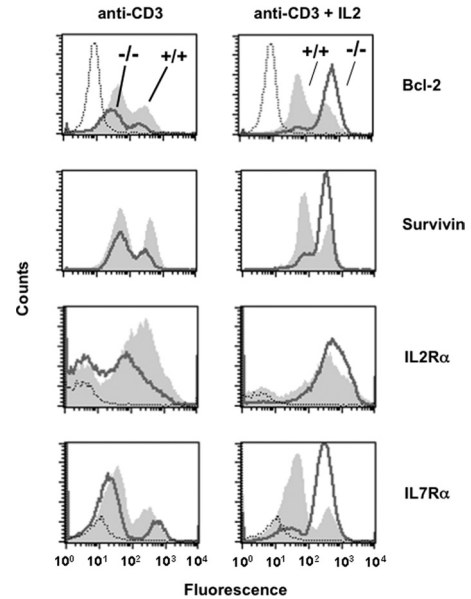 anti-CD3 anti-CD3 + IL2
-/- +/+ +/+ -/-
Bcl-2
Survivin
Counts
IL2Rα
IL7Rα
10⁰ 10¹ 10² 10³ 10⁴ 10⁰ 10¹ 10² 10³ 10⁴
Fluorescence